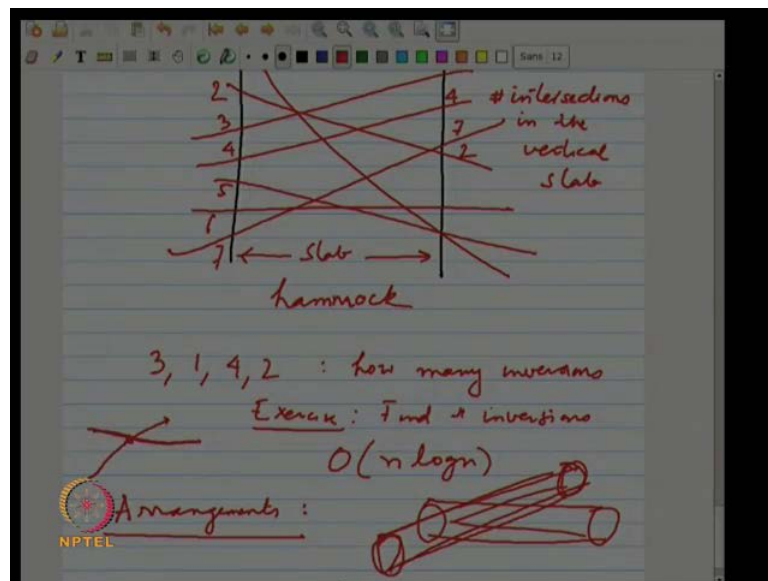 T Sans 12
2 4 # intersections
3 7 in the
4 2 vertical
5 slab
1
7 ← slab →
hammock
3, 1, 4, 2 : how many inversions
Exercise : Find # inversions
O(n log n)
Arrangements :
NPTEL